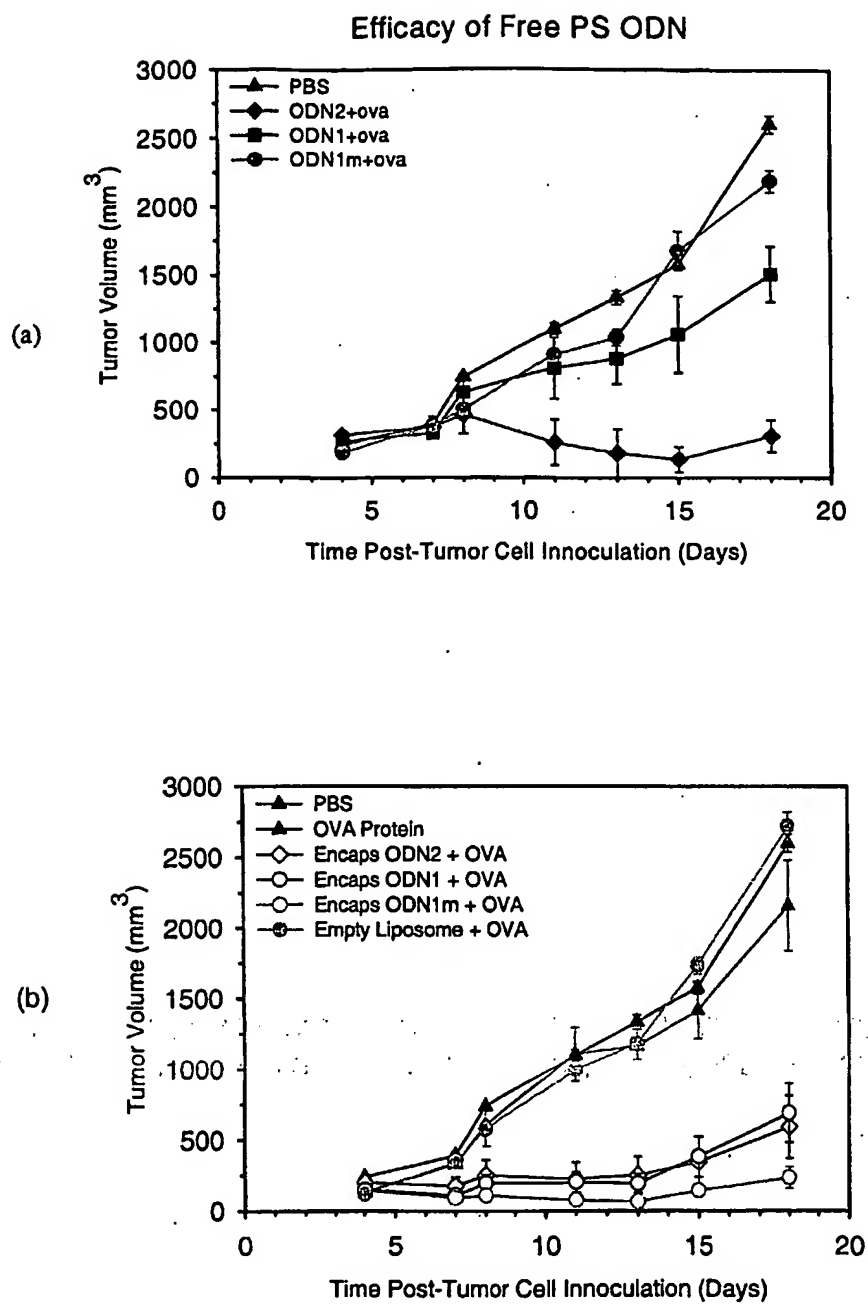 Efficacy of Free PS ODN
(a)
Tumor Volume (mm3)
3000
2500
2000
1500
1000
500
0
PBS
ODN2+ova
ODN1+ova
ODN1m+ova
0 5 10 15 20
Time Post-Tumor Cell Innoculation (Days)
(b)
Tumor Volume (mm3)
3000
2500
2000
1500
1000
500
0
PBS
OVA Protein
Encaps ODN2 + OVA
Encaps ODN1 + OVA
Encaps ODN1m + OVA
Empty Liposome + OVA
0 5 10 15 20
Time Post-Tumor Cell Innoculation (Days)